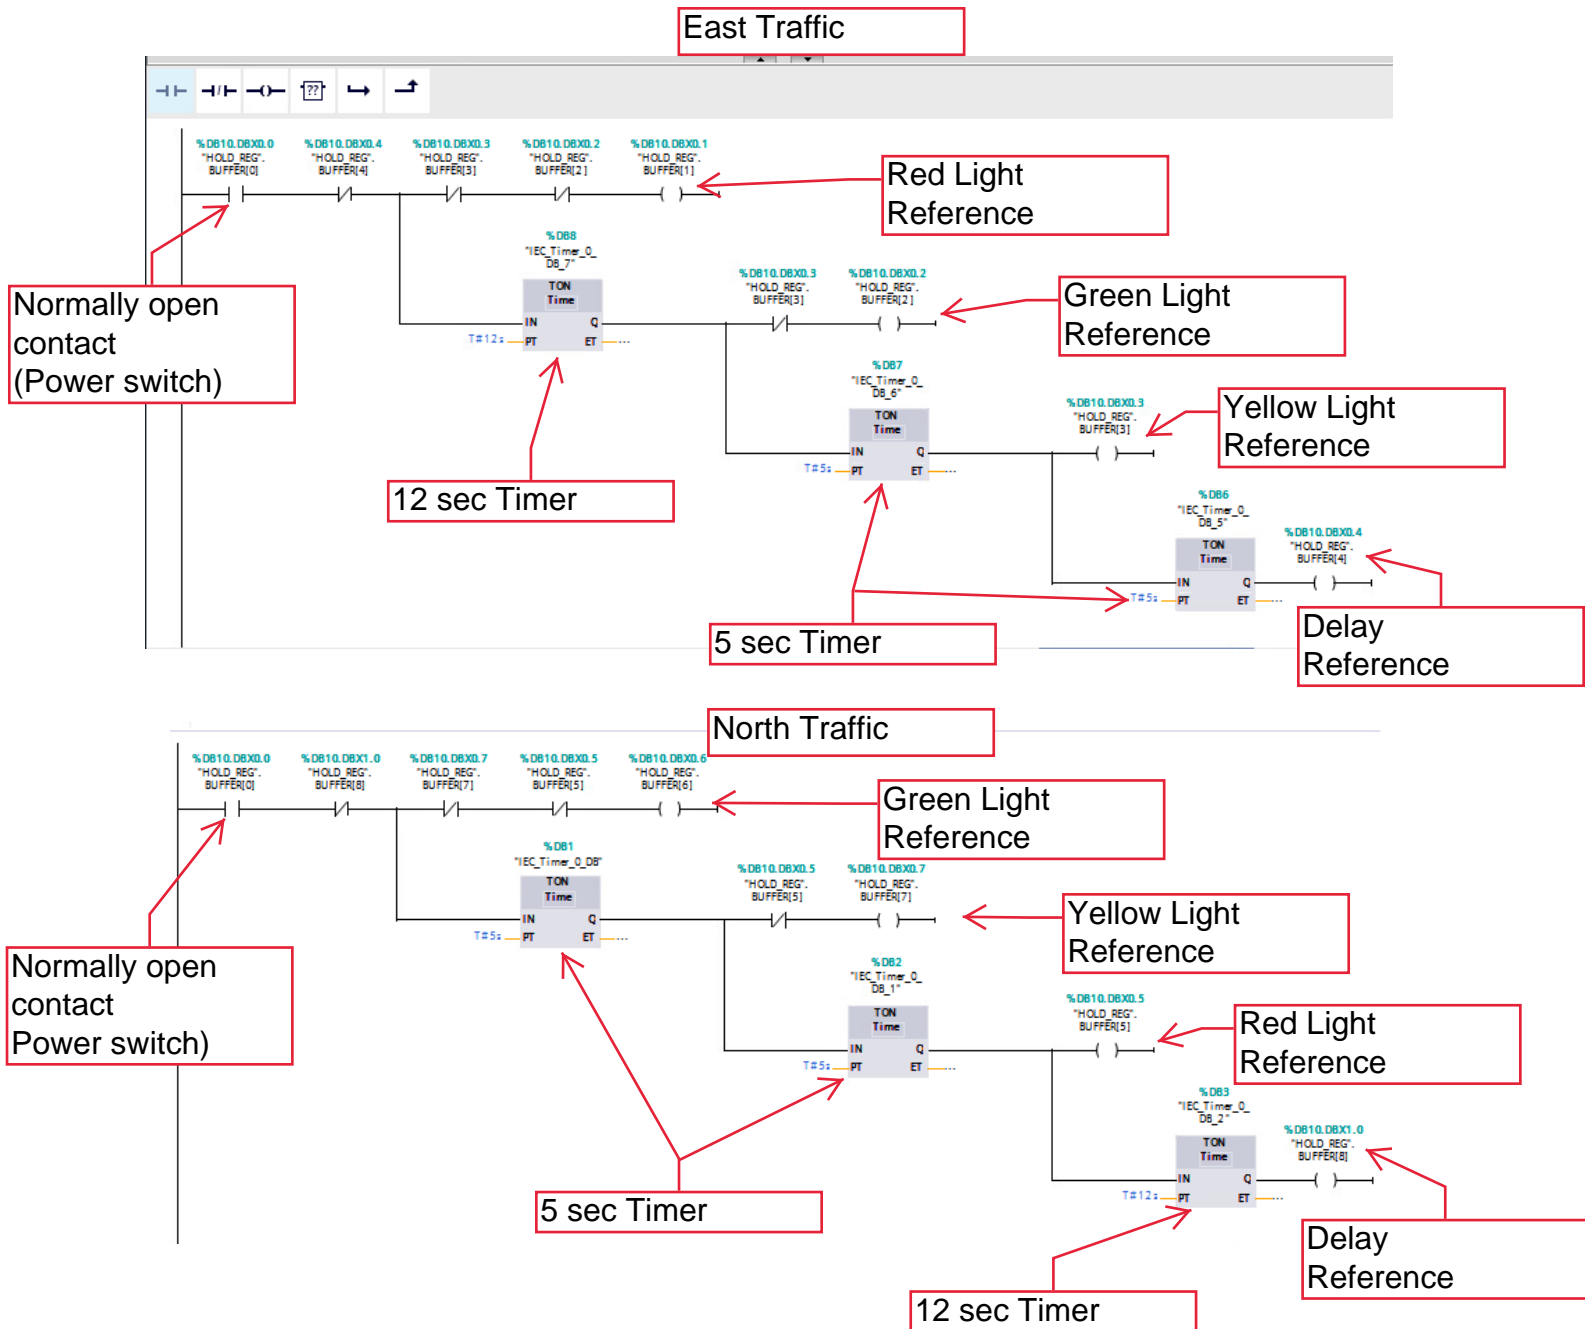 East Traffic
??
%DB10.DBX0.0
"HOLD_REG".
BUFFER[0]
%DB10.DBX0.4
"HOLD_REG".
BUFFER[4]
%DB10.DBX0.3
"HOLD_REG".
BUFFER[3]
%DB10.DBX0.2
"HOLD_REG".
BUFFER[2]
%DB10.DBX0.1
"HOLD_REG".
BUFFER[1]
Red Light
Reference
Normally open
contact
(Power switch)
%DB8
"IEC_Timer_0_
DB_7"
TON
Time
IN Q
T#12s PT ET ...
12 sec Timer
%DB10.DBX0.3
"HOLD_REG".
BUFFER[3]
%DB10.DBX0.2
"HOLD_REG".
BUFFER[2]
Green Light
Reference
%DB7
"IEC_Timer_0_
DB_6"
TON
Time
IN Q
T#5s PT ET ...
%DB10.DBX0.3
"HOLD_REG".
BUFFER[3]
Yellow Light
Reference
%DB6
"IEC_Timer_0_
DB_5"
TON
Time
IN Q
T#5s PT ET ...
5 sec Timer
%DB10.DBX0.4
"HOLD_REG".
BUFFER[4]
Delay
Reference
North Traffic
%DB10.DBX0.0
"HOLD_REG".
BUFFER[0]
%DB10.DBX1.0
"HOLD_REG".
BUFFER[8]
%DB10.DBX0.7
"HOLD_REG".
BUFFER[7]
%DB10.DBX0.5
"HOLD_REG".
BUFFER[5]
%DB10.DBX0.6
"HOLD_REG".
BUFFER[6]
Green Light
Reference
Normally open
contact
Power switch)
%DB1
"IEC_Timer_0_DB"
TON
Time
IN Q
T#5s PT ET ...
%DB10.DBX0.5
"HOLD_REG".
BUFFER[5]
%DB10.DBX0.7
"HOLD_REG".
BUFFER[7]
Yellow Light
Reference
%DB2
"IEC_Timer_0_
DB_1"
TON
Time
IN Q
T#5s PT ET ...
5 sec Timer
%DB10.DBX0.5
"HOLD_REG".
BUFFER[5]
Red Light
Reference
%DB3
"IEC_Timer_0_
DB_2"
TON
Time
IN Q
T#12s PT ET ...
%DB10.DBX1.0
"HOLD_REG".
BUFFER[8]
Delay
Reference
12 sec Timer